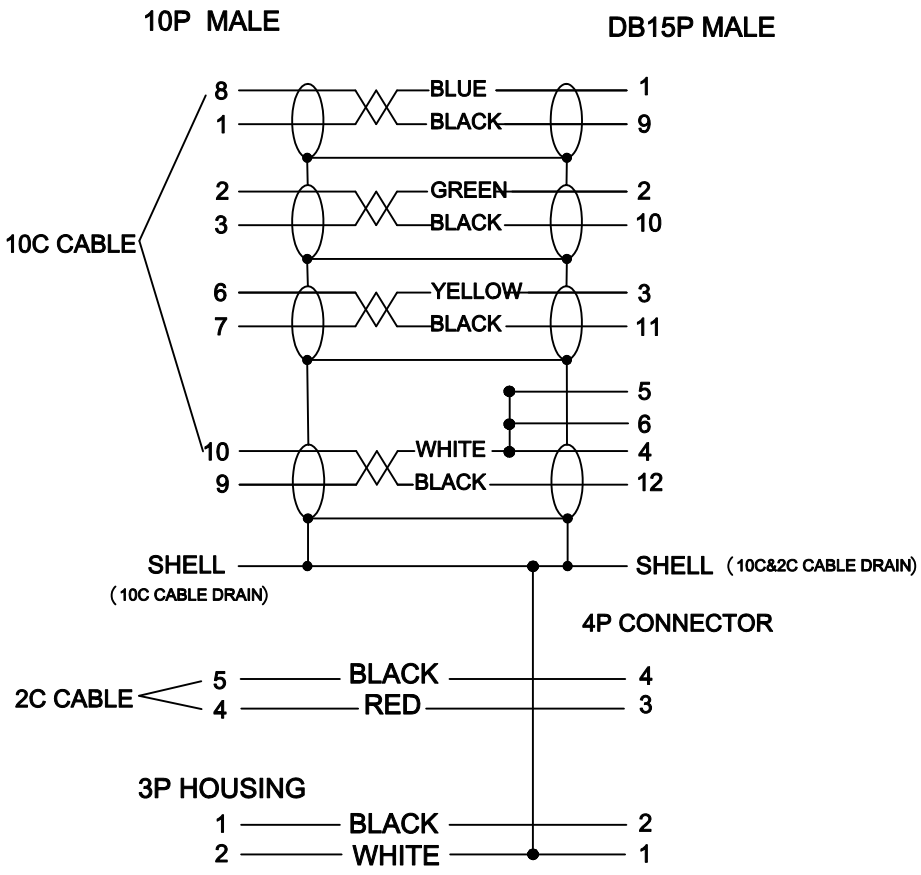 10P MALE DB15P MALE
8 BLUE 1
1 BLACK 9
2 GREEN 2
3 BLACK 10
10C CABLE
6 YELLOW 3
7 BLACK 11
5
6
10 WHITE 4
9 BLACK 12
SHELL SHELL (10C&2C CABLE DRAIN)
(10C CABLE DRAIN)
4P CONNECTOR
5 BLACK 4
2C CABLE
4 RED 3
3P HOUSING
1 BLACK 2
2 WHITE 1